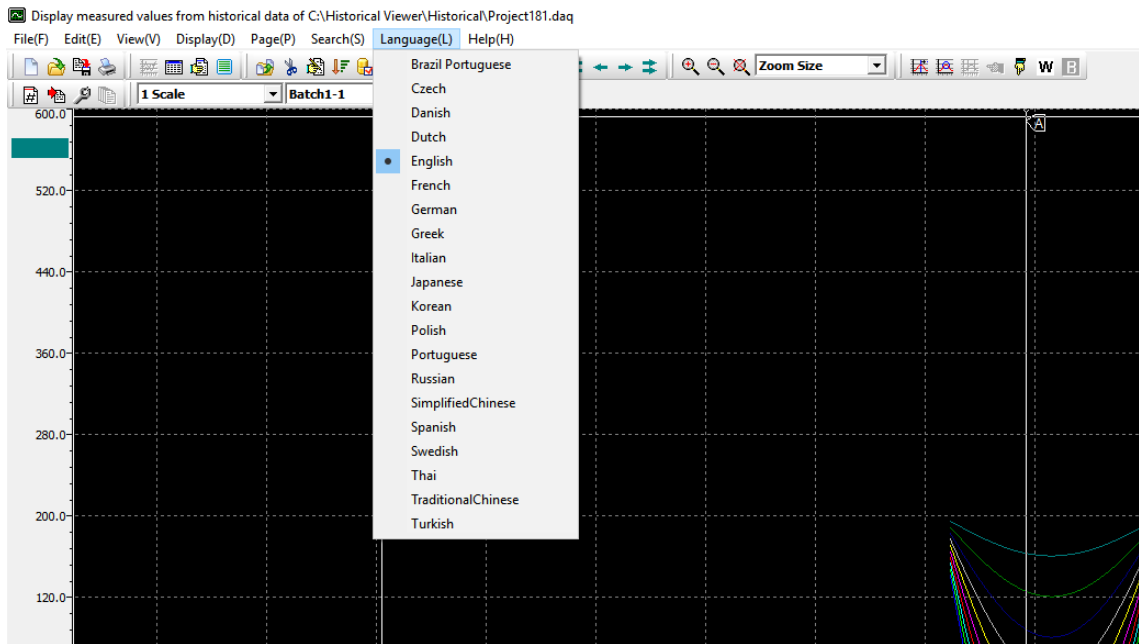 Display measured values from historical data of C:\Historical Viewer\Historical\Project181.daq
File(F) Edit(E) View(V) Display(D) Page(P) Search(S) Language(L) Help(H)
Zoom Size
W B
1 Scale
Batch1-1
Brazil Portuguese
Czech
Danish
Dutch
English
French
German
Greek
Italian
Japanese
Korean
Polish
Portuguese
Russian
SimplifiedChinese
Spanish
Swedish
Thai
TraditionalChinese
Turkish
600.0
520.0
440.0
360.0
280.0
200.0
120.0
A